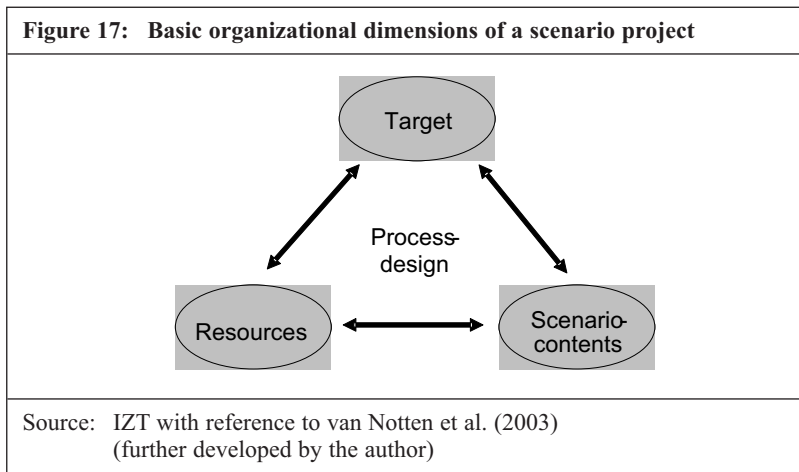 Figure 17: Basic organizational dimensions of a scenario project
Target
Process-
design
Resources
Scenario-
contents
Source: IZT with reference to van Notten et al. (2003)
(further developed by the author)